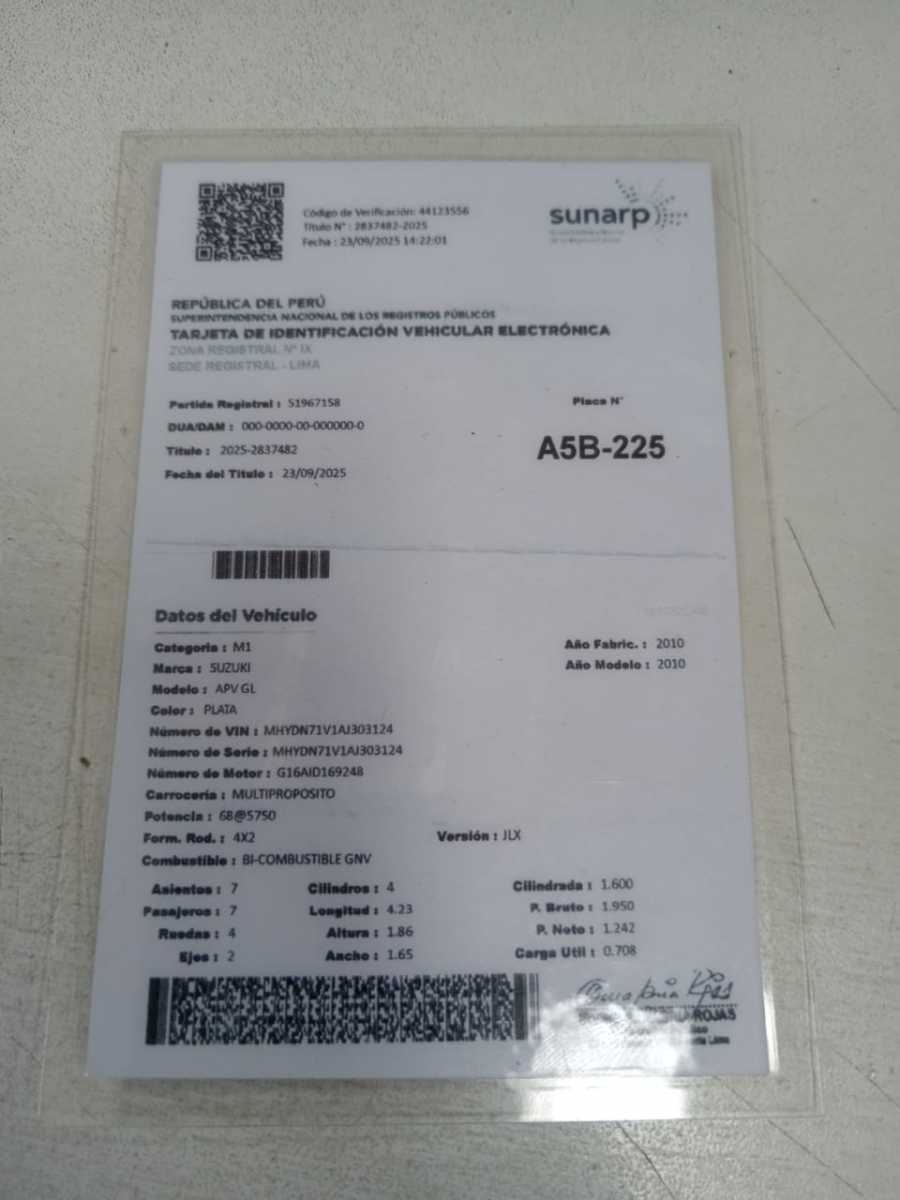 Código de Verificación: 44123556
Título N° : 2837482-2025
Fecha : 23/09/2025 14:22:01
sunarp
REPÚBLICA DEL PERÚ
SUPERINTENDENCIA NACIONAL DE LOS REGISTROS PÚBLICOS
TARJETA DE IDENTIFICACIÓN VEHICULAR ELECTRÓNICA
ZONA REGISTRAL N° IX
SEDE REGISTRAL - LIMA
Partida Registral : 51967158
Placa N°
DUA/DAM : 000-0000-00-000000-0
A5B-225
Titulo : 2025-2837482
Fecha del Titulo : 23/09/2025
Datos del Vehículo
Categoria : M1
Año Fabric. : 2010
Marca : SUZUKI
Año Modelo : 2010
Modelo : APV GL
Color : PLATA
Número de VIN : MHYDN71V1AJ303124
Número de Serie : MHYDN71V1AJ303124
Número de Motor : G16AID169248
Carrocería : MULTIPROPOSITO
Potencia : 68@5750
Form. Rod. : 4X2
Versión : JLX
Combustible : BI-COMBUSTIBLE GNV
Asientos : 7
Cilindros : 4
Cilindrada : 1.600
Pasajeros : 7
Longitud : 4.23
P. Bruto : 1.950
Ruedas : 4
Altura : 1.86
P. Neto : 1.242
Ejes : 2
Ancho : 1.65
Carga Util : 0.708
ROJAS